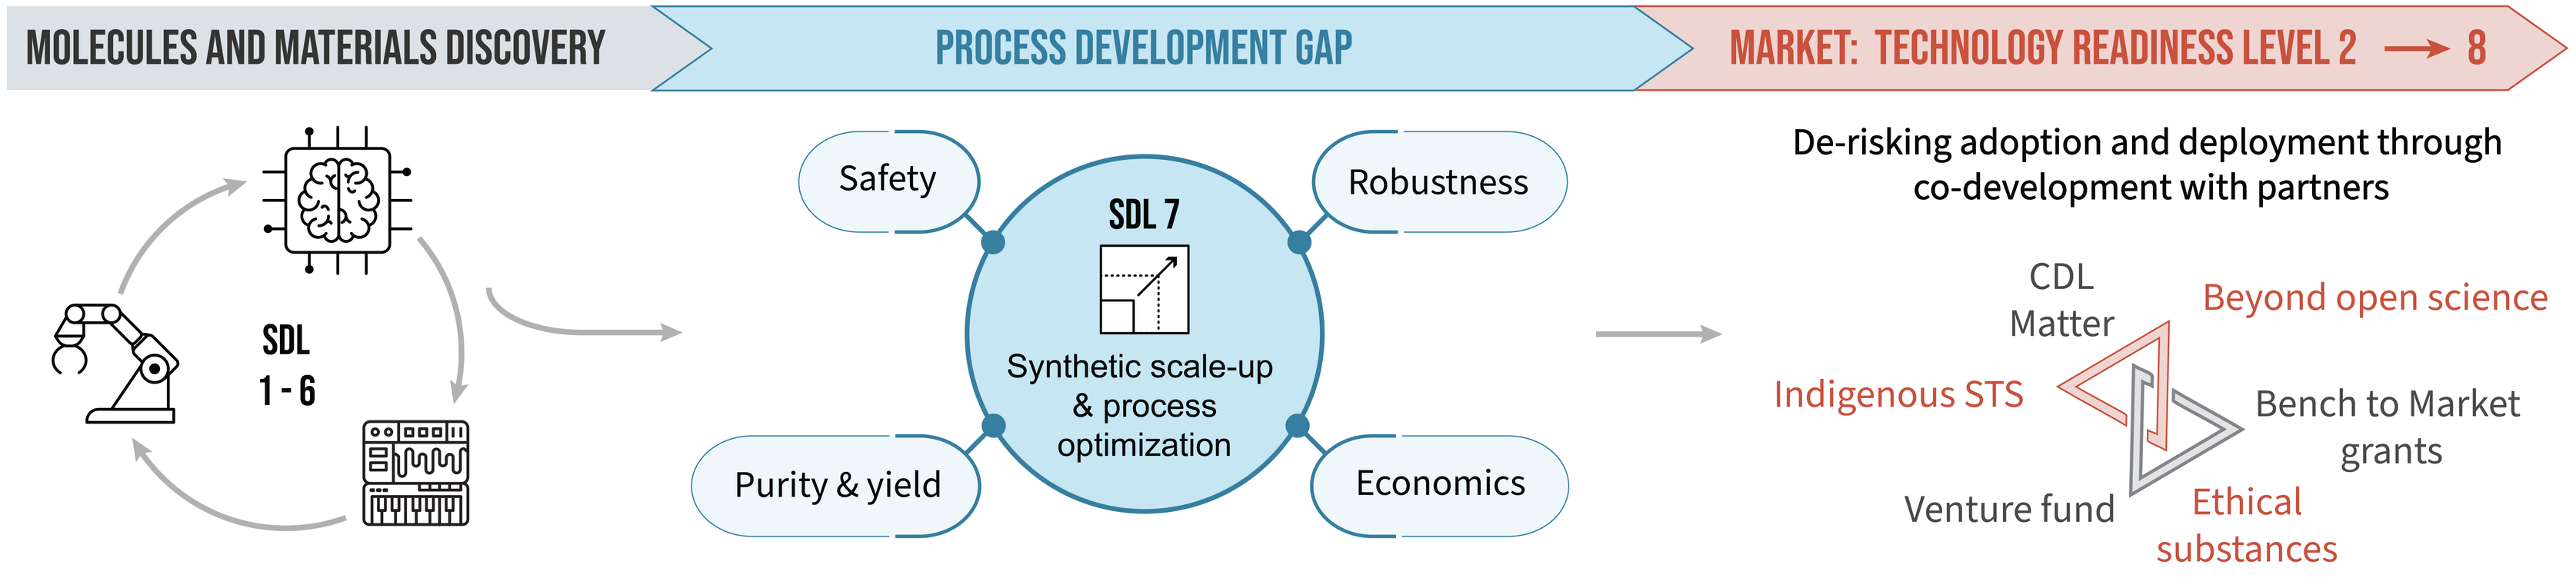 MOLECULES AND MATERIALS DISCOVERY
PROCESS DEVELOPMENT GAP
MARKET: TECHNOLOGY READINESS LEVEL 2 → 8
SDL
1 - 6
Safety
Robustness
SDL 7
Synthetic scale-up
& process
optimization
Purity & yield
Economics
De-risking adoption and deployment through
co-development with partners
CDL
Matter
Beyond open science
Indigenous STS
Bench to Market
grants
Venture fund
Ethical
substances